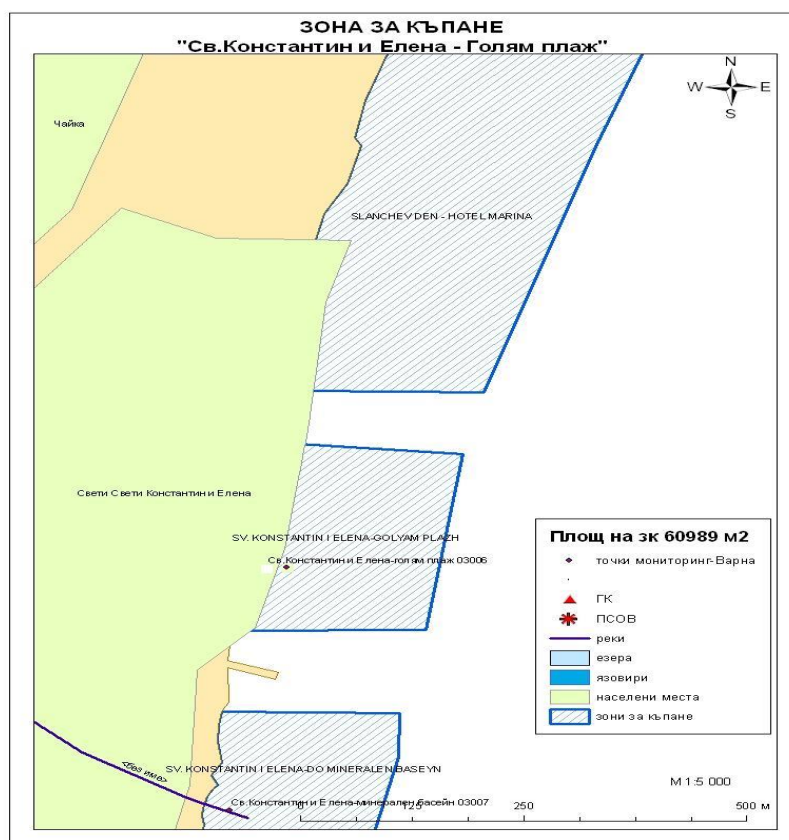 ЗОНА ЗА КЪПАНЕ
"Св.Константин и Елена - Голям плаж"
N
W E
S
Чайка
SLANCHEV DEN - HOTEL MARINA
Свети Свети Константин и Елена
SV. KONSTANTIN I ELENA-GOLYAM PLAZH
Св.Константин и Елена-голям плаж 03006
Площ на зк 60989 м2
точки мониторинг-Варна
ГК
ПСОВ
реки
езера
язовири
населени места
зони за къпане
<без име>
SV. KONSTANTIN I ELENA-DO MINERALEN BASEYN
Св.Константин и Елена-минерален басейн 03007
М 1:5 000
0 125 250 500 м